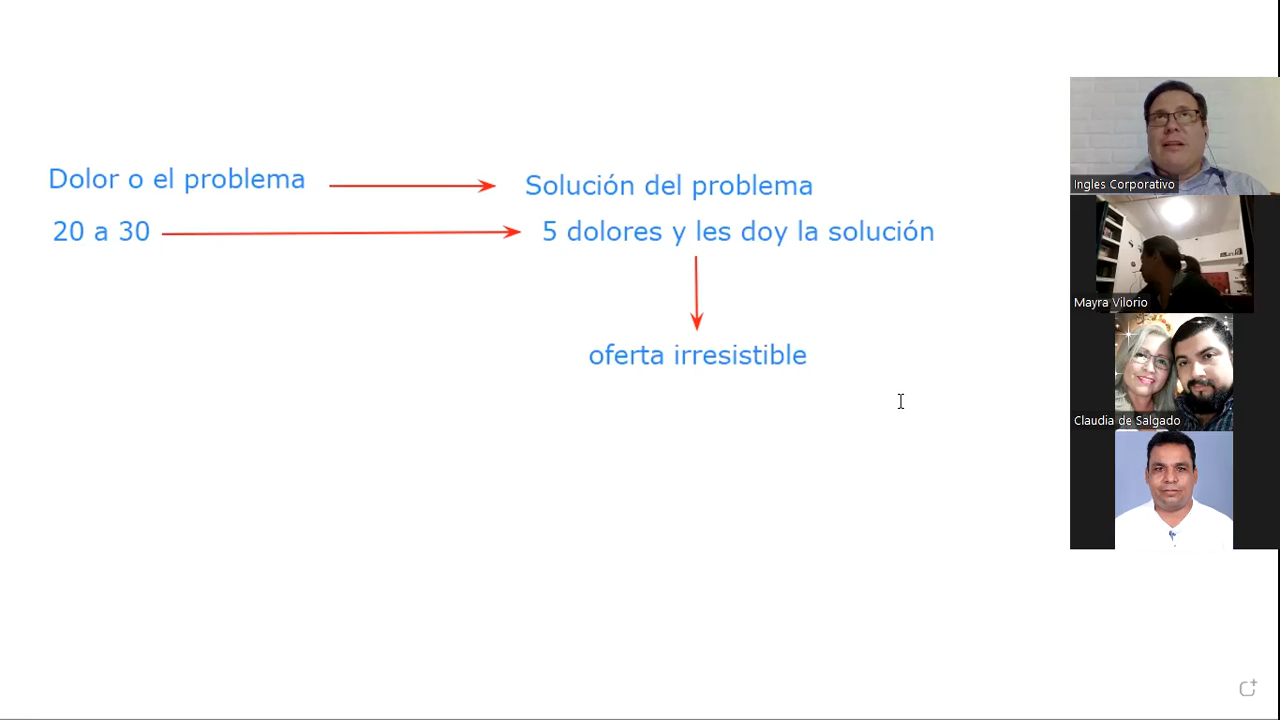 Dolor o el problema
Solución del problema
20 a 30
5 dolores y les doy la solución
oferta irresistible
Ingles Corporativo
Mayra Vilorio
Claudia de Salgado